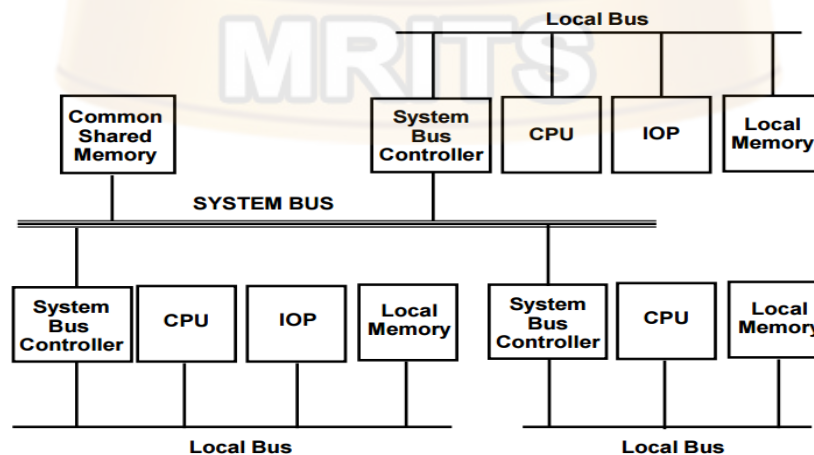 MRITS
Local Bus
Common
Shared
Memory
System
Bus
Controller
CPU
IOP
Local
Memory
SYSTEM BUS
System
Bus
Controller
CPU
IOP
Local
Memory
System
Bus
Controller
CPU
Local
Memory
Local Bus
Local Bus